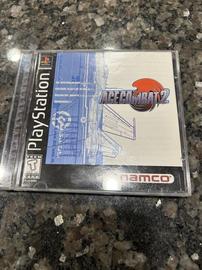 PlayStation
ACE COMBAT 2
namco